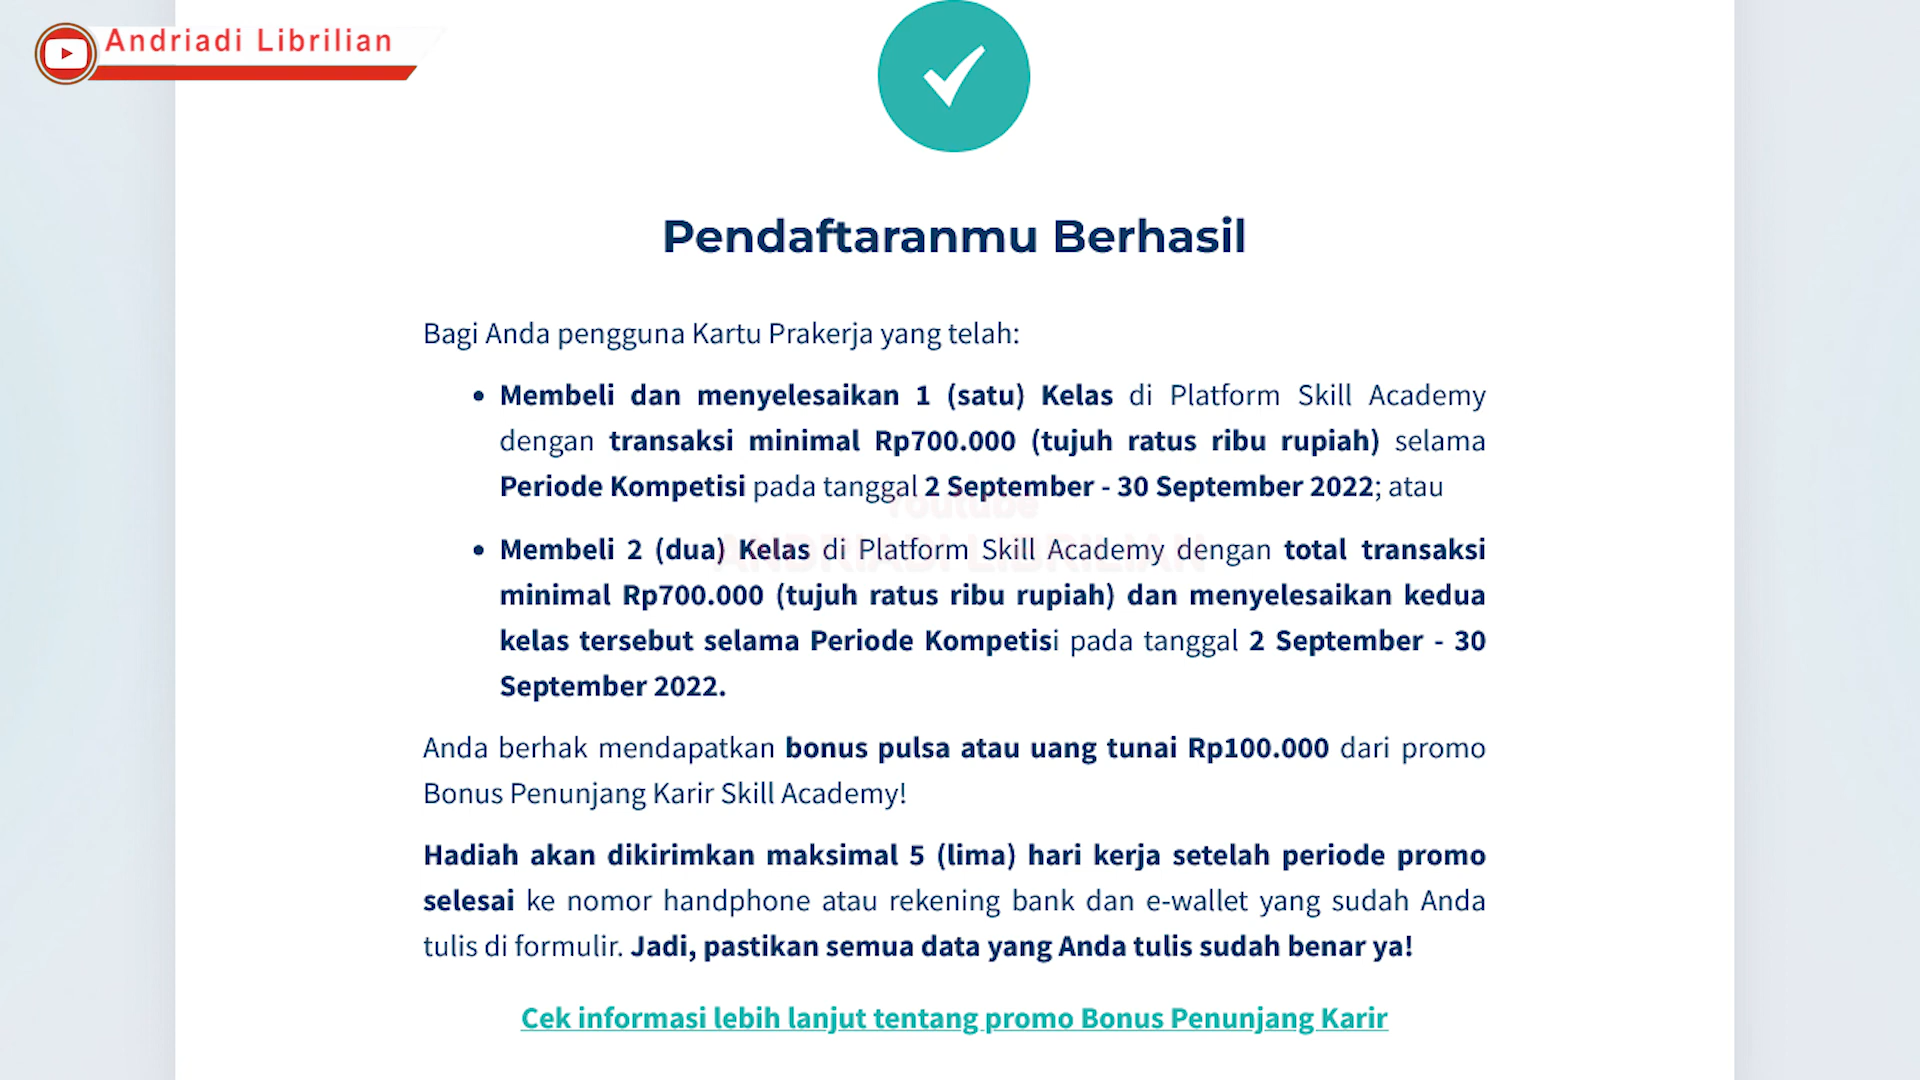 Andriadi Librilian
Pendaftaranmu Berhasil
Bagi Anda pengguna Kartu Prakerja yang telah:
• Membeli dan menyelesaikan 1 (satu) Kelas di Platform Skill Academy
dengan transaksi minimal Rp700.000 (tujuh ratus ribu rupiah) selama
Periode Kompetisi pada tanggal 2 September - 30 September 2022; atau
Youtube
ANDRIADI LIBRILIAN
• Membeli 2 (dua) Kelas di Platform Skill Academy dengan total transaksi
minimal Rp700.000 (tujuh ratus ribu rupiah) dan menyelesaikan kedua
kelas tersebut selama Periode Kompetisi pada tanggal 2 September - 30
September 2022.
Anda berhak mendapatkan bonus pulsa atau uang tunai Rp100.000 dari promo
Bonus Penunjang Karir Skill Academy!
Hadiah akan dikirimkan maksimal 5 (lima) hari kerja setelah periode promo
selesai ke nomor handphone atau rekening bank dan e-wallet yang sudah Anda
tulis di formulir. Jadi, pastikan semua data yang Anda tulis sudah benar ya!
Cek informasi lebih lanjut tentang promo Bonus Penunjang Karir